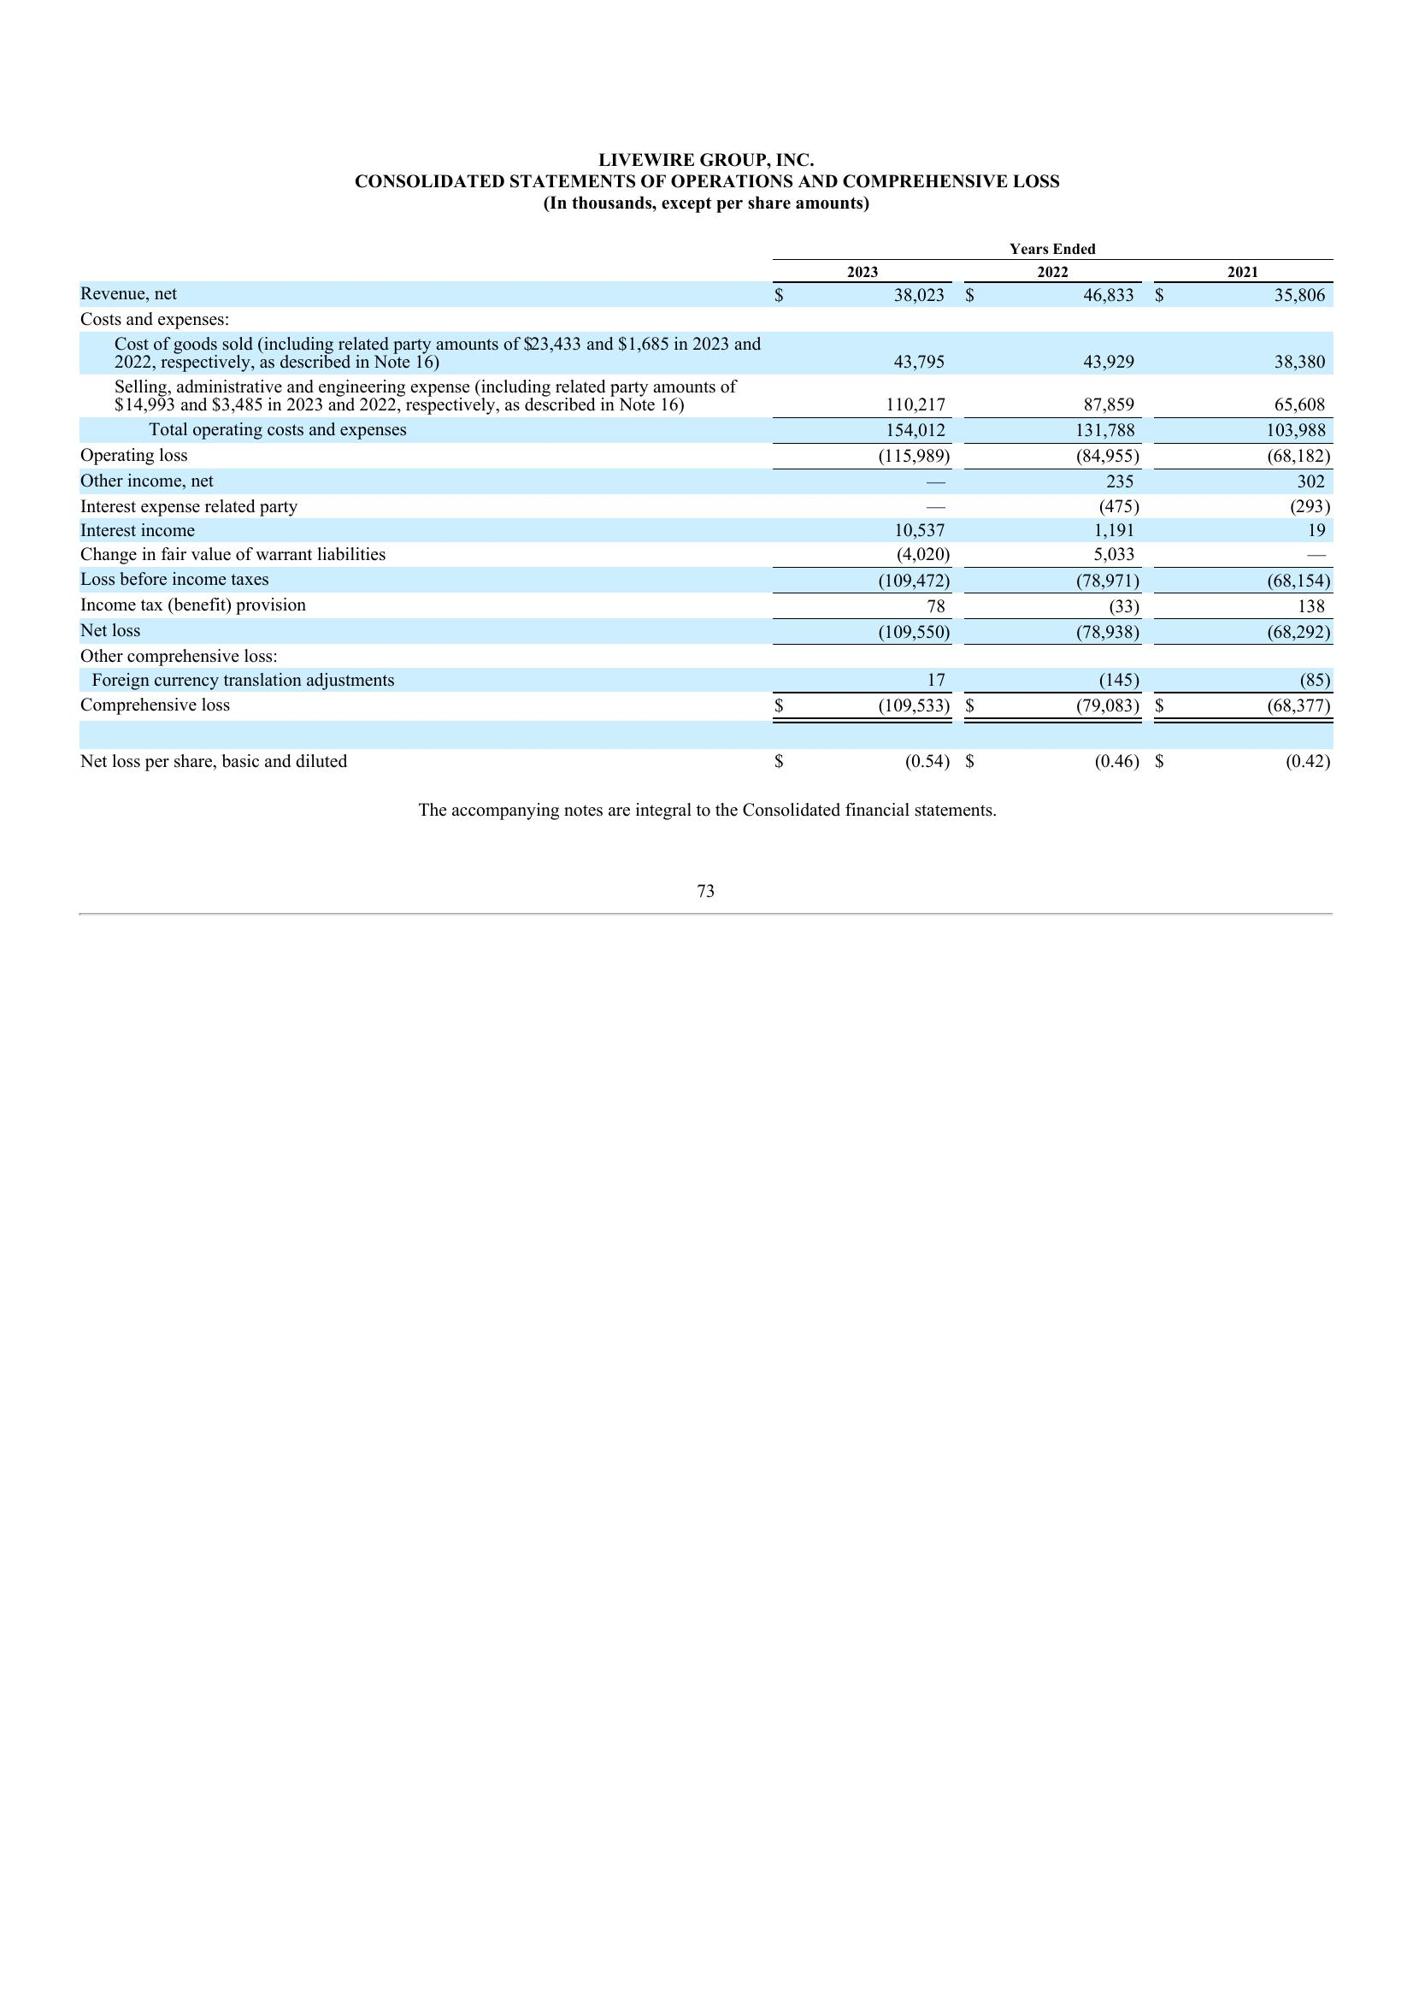 LIVEWIRE GROUP, INC.
CONSOLIDATED STATEMENTS OF OPERATIONS AND COMPREHENSIVE LOSS
(In thousands, except per share amounts)
Years Ended
2023 2022 2021
Revenue, net $ 38,023 $ 46,833 $ 35,806
Costs and expenses:
Cost of goods sold (including related party amounts of $23,433 and $1,685 in 2023 and
2022, respectively, as described in Note 16) 43,795 43,929 38,380
Selling, administrative and engineering expense (including related party amounts of
$14,993 and $3,485 in 2023 and 2022, respectively, as described in Note 16) 110,217 87,859 65,608
Total operating costs and expenses 154,012 131,788 103,988
Operating loss (115,989) (84,955) (68,182)
Other income, net — 235 302
Interest expense related party — (475) (293)
Interest income 10,537 1,191 19
Change in fair value of warrant liabilities (4,020) 5,033 —
Loss before income taxes (109,472) (78,971) (68,154)
Income tax (benefit) provision 78 (33) 138
Net loss (109,550) (78,938) (68,292)
Other comprehensive loss:
Foreign currency translation adjustments 17 (145) (85)
Comprehensive loss $ (109,533) $ (79,083) $ (68,377)
Net loss per share, basic and diluted $ (0.54) $ (0.46) $ (0.42)
The accompanying notes are integral to the Consolidated financial statements.
73